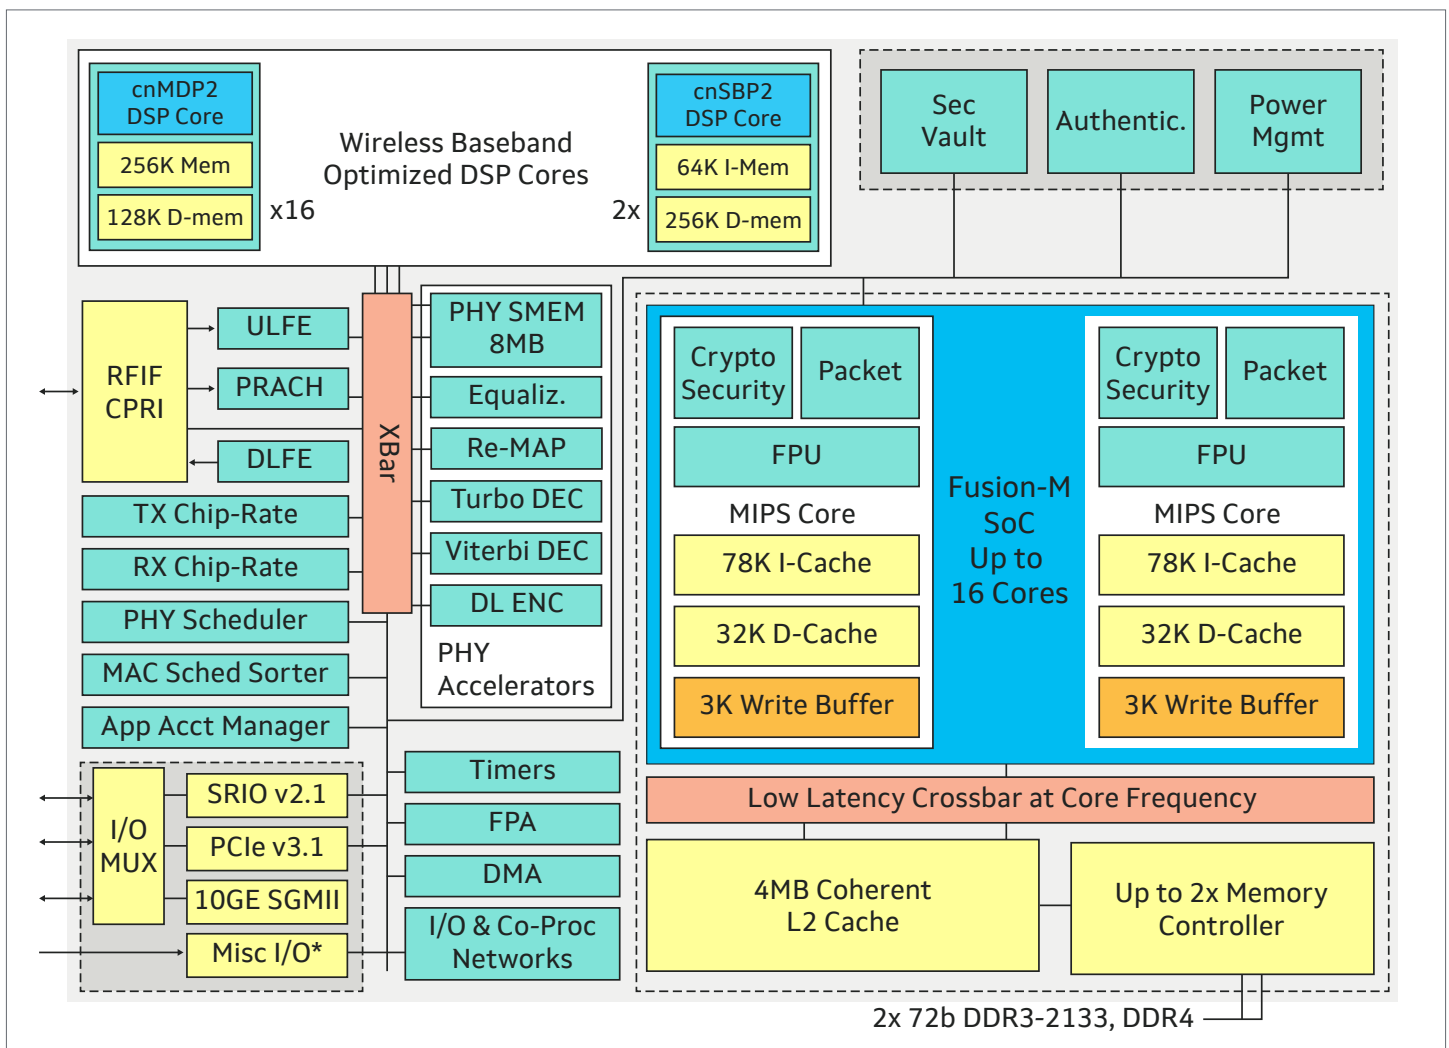 cnMDP2
DSP Core
256K Mem
128K D-mem
x16
Wireless Baseband
Optimized DSP Cores
2x
cnSBP2
DSP Core
64K I-Mem
256K D-mem
Sec
Vault
Authentic.
Power
Mgmt
RFIF
CPRI
ULFE
PRACH
DLFE
TX Chip-Rate
RX Chip-Rate
PHY Scheduler
MAC Sched Sorter
App Acct Manager
XBar
PHY SMEM
8MB
Equaliz.
Re-MAP
Turbo DEC
Viterbi DEC
DL ENC
PHY
Accelerators
Crypto
Security
Packet
FPU
MIPS Core
78K I-Cache
32K D-Cache
3K Write Buffer
Fusion-M
SoC
Up to
16 Cores
Crypto
Security
Packet
FPU
MIPS Core
78K I-Cache
32K D-Cache
3K Write Buffer
I/O
MUX
SRIO v2.1
PCIe v3.1
10GE SGMII
Misc I/O*
Timers
FPA
DMA
I/O & Co-Proc
Networks
Low Latency Crossbar at Core Frequency
4MB Coherent
L2 Cache
Up to 2x Memory
Controller
2x 72b DDR3-2133, DDR4